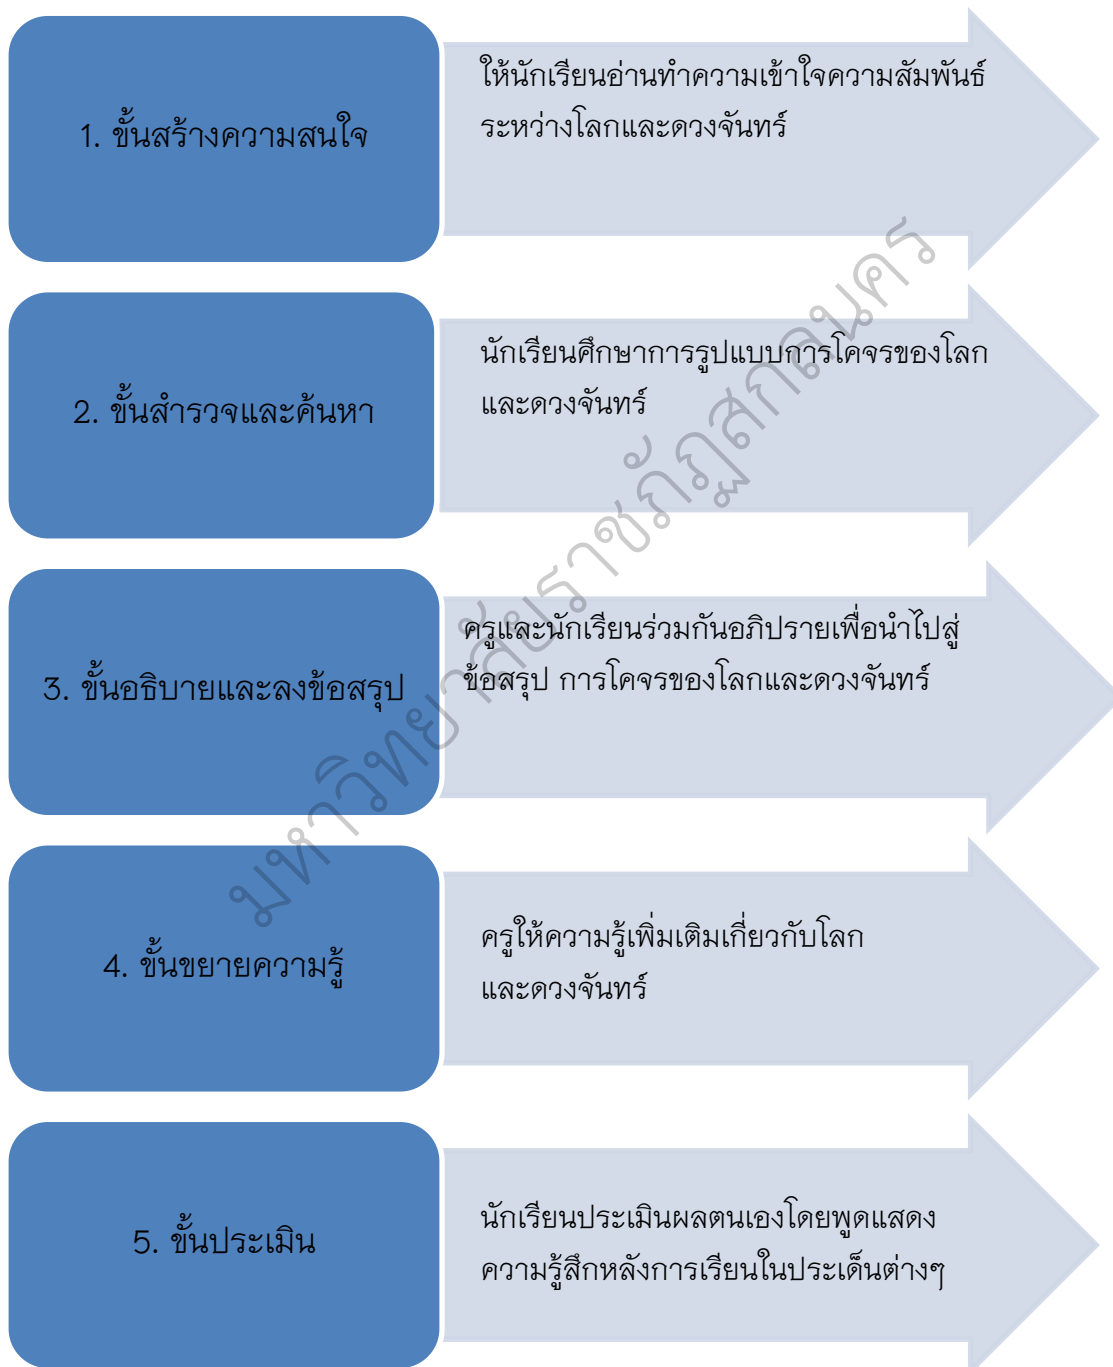 1. ขั้นสร้างความสนใจ
ให้นักเรียนอ่านทำความเข้าใจความสัมพันธ์
ระหว่างโลกและดวงจันทร์
2. ขั้นสำรวจและค้นหา
นักเรียนศึกษาการรูปแบบการโคจรของโลก
และดวงจันทร์
3. ขั้นอธิบายและลงข้อสรุป
ครูและนักเรียนร่วมกันอภิปรายเพื่อนำไปสู่
ข้อสรุป การโคจรของโลกและดวงจันทร์
4. ขั้นขยายความรู้
ครูให้ความรู้เพิ่มเติมเกี่ยวกับโลก
และดวงจันทร์
5. ขั้นประเมิน
นักเรียนประเมินผลตนเองโดยพูดแสดง
ความรู้สึกหลังการเรียนในประเด็นต่างๆ
มหาวิทยาลัยราชภัฏสกลนคร